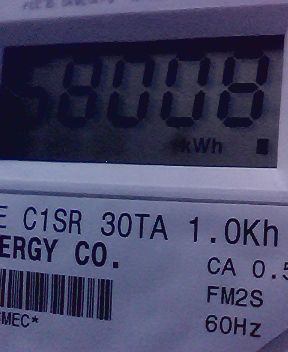 58008
kWh
E C1SR 30TA 1.0Kh
ERGY CO.
CA 0.5
FM2S
MEC*
60Hz